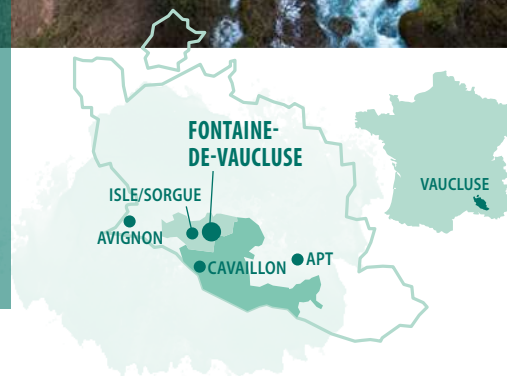 FONTAINE-
DE-VAUCLUSE
ISLE/SORGUE
AVIGNON
CAVAILLON
APT
VAUCLUSE